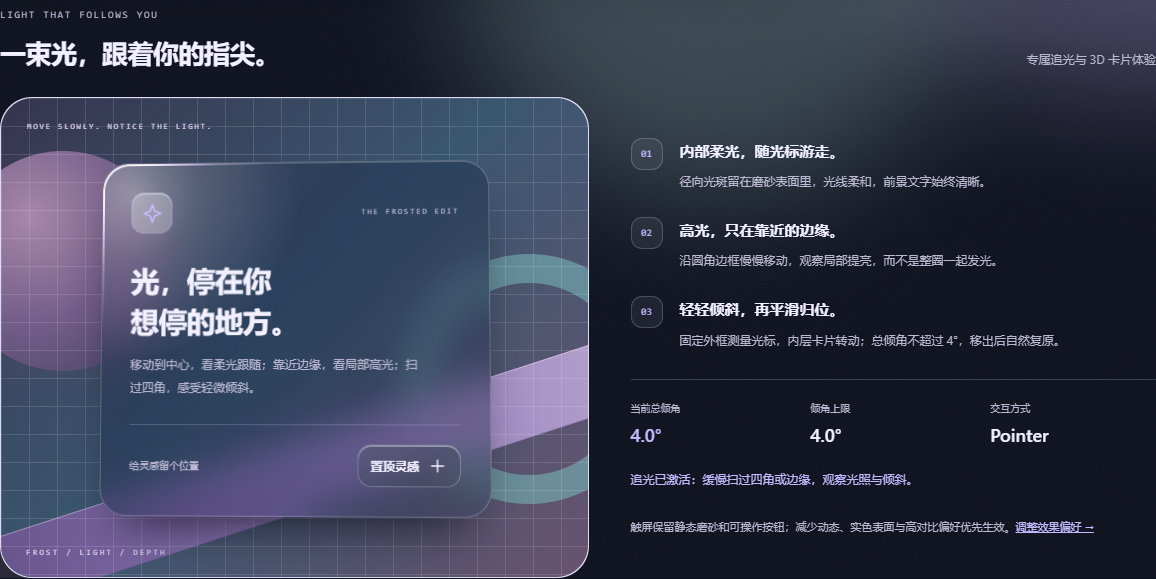 LIGHT THAT FOLLOWS YOU
一束光，跟着你的指尖。
专属追光与 3D 卡片体验
MOVE SLOWLY. NOTICE THE LIGHT.
THE FROSTED EDIT
光，停在你
想停的地方。
移动到中心，看柔光跟随；靠近边缘，看局部高光；扫
过四角，感受轻微倾斜。
给灵感留个位置
置顶灵感 +
FROST / LIGHT / DEPTH
01
内部柔光，随光标游走。
径向光斑留在磨砂表面里，光线柔和，前景文字始终清晰。
02
高光，只在靠近的边缘。
沿圆角边框慢慢移动，观察局部提亮，而不是整圈一起发光。
03
轻轻倾斜，再平滑归位。
固定外框测量光标，内层卡片转动；总倾角不超过 4°，移出后自然复原。
当前总倾角
4.0°
倾角上限
4.0°
交互方式
Pointer
追光已激活：缓慢扫过四角或边缘，观察光照与倾斜。
触屏保留静态磨砂和可操作按钮；减少动态、实色表面与高对比偏好优先生效。调整效果偏好 →